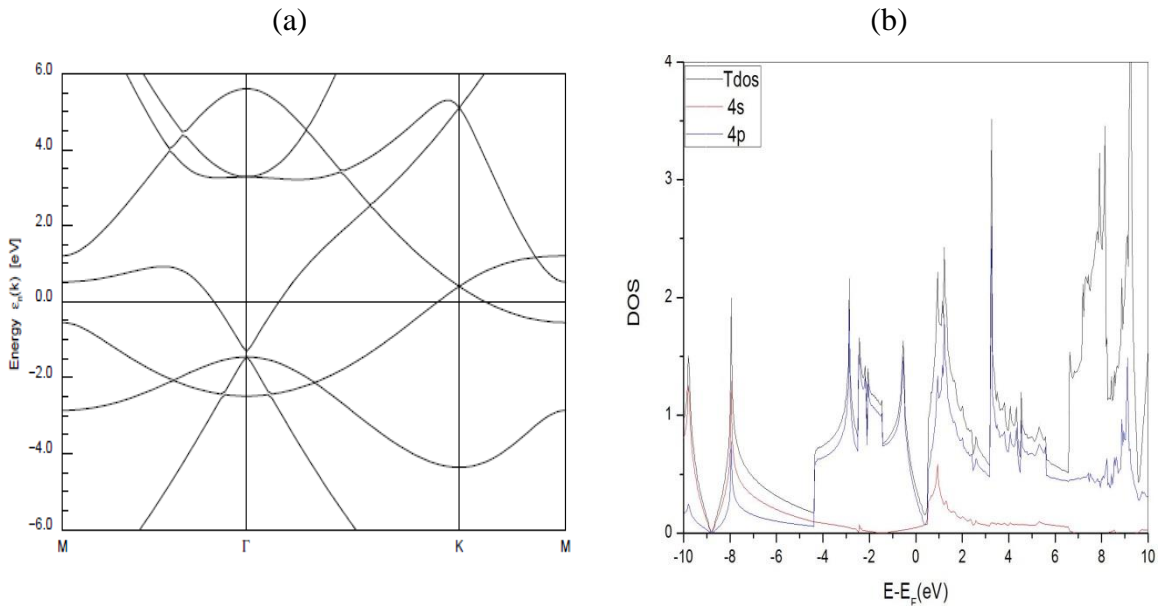 (a)
(b)
6.0
4.0
2.0
0.0
-2.0
-4.0
-6.0
Energy ε_n(k) [eV]
M
Γ
K
M
4
3
2
1
0
DOS
Tdos
4s
4p
-10 -8 -6 -4 -2 0 2 4 6 8 10
E-E_F(eV)